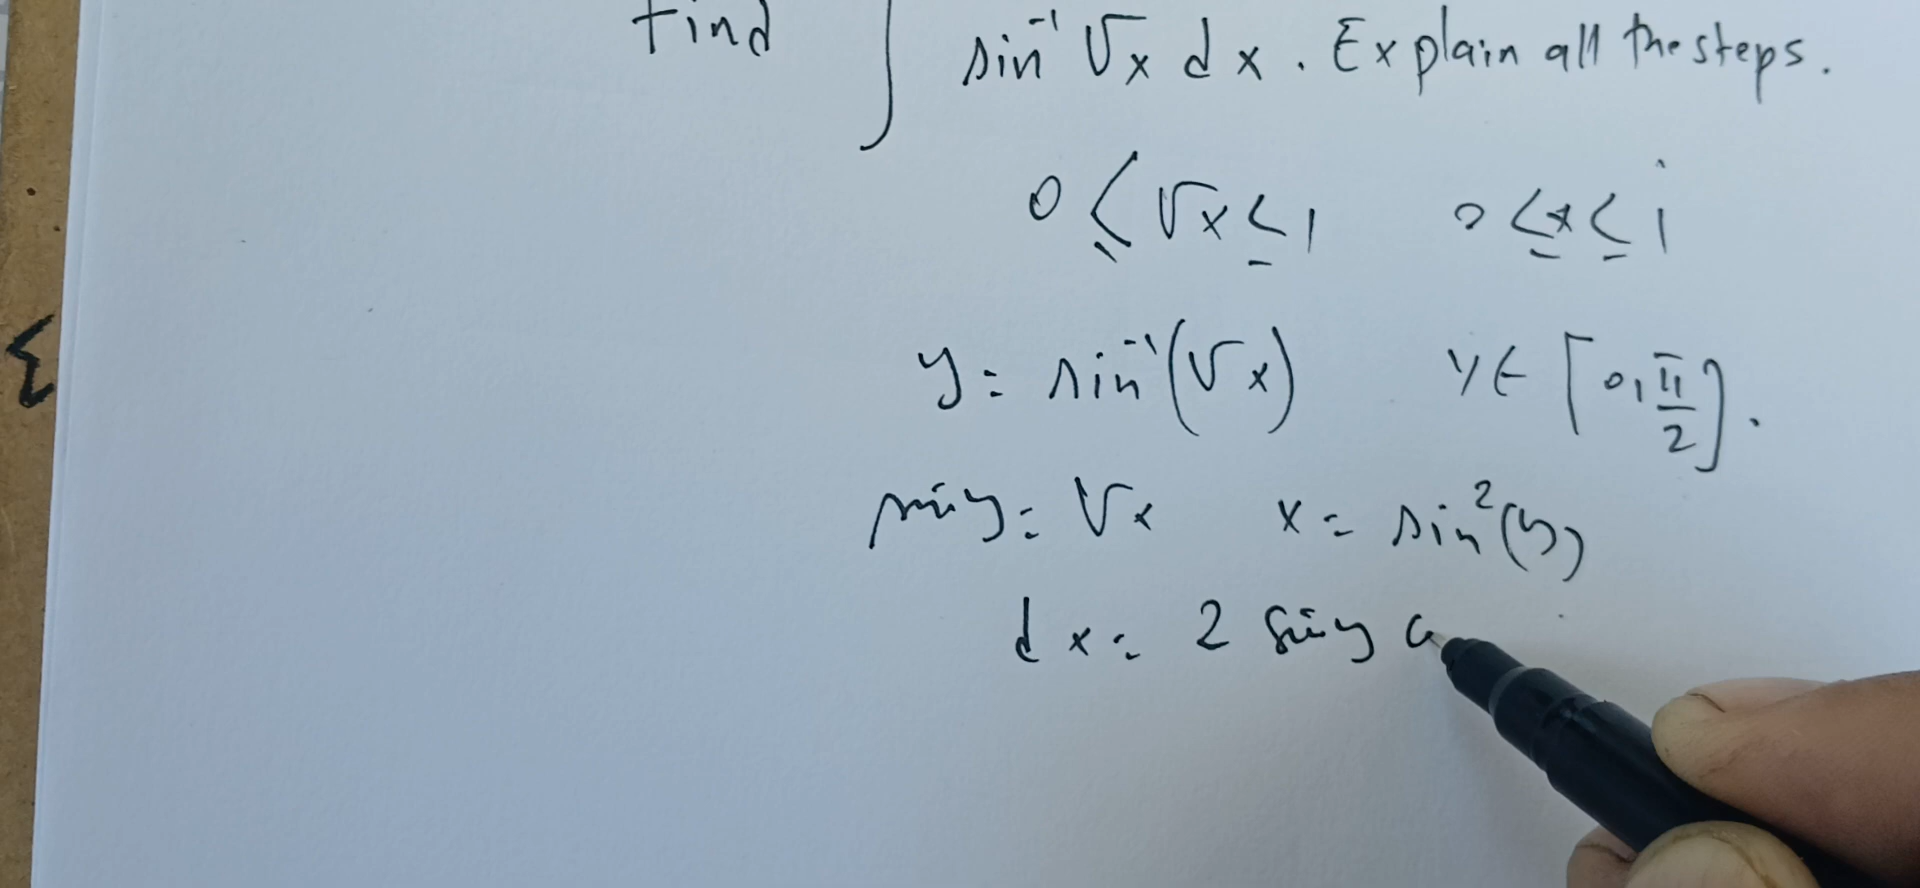 Find ∫ sin⁻¹ √x dx. Explain all the steps.
0 ≤ √x ≤ 1 0 ≤ x ≤ 1
y = sin⁻¹(√x) y ∈ [0, π/2].
sin y = √x x = sin²(y)
dx = 2 sin y c